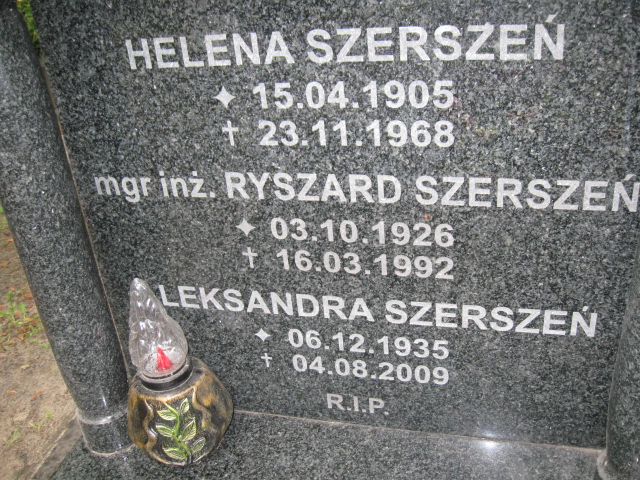 HELENA SZERSZEŃ
✦ 15.04.1905
† 23.11.1968
mgr inż. RYSZARD SZERSZEŃ
✦ 03.10.1926
† 16.03.1992
LEKSANDRA SZERSZEŃ
✦ 06.12.1935
† 04.08.2009
R.I.P.